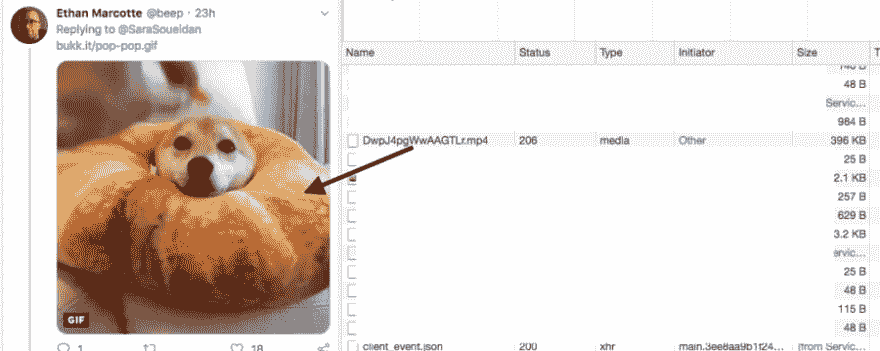 Ethan Marcotte @beep · 23h
Replying to @SaraSoueidan
bukk.it/pop-pop.gif
GIF
1 18
Name Status Type Initiator Size T
48 B
Servic...
984 B
DwpJ4pgWwAAGTLr.mp4 206 media Other 396 KB
25 B
2.1 KB
257 B
629 B
3.2 KB
ervic...
25 B
48 B
115 B
48 B
client_event.json 200 xhr main.3ee8aa9b1f24... (from Servic...